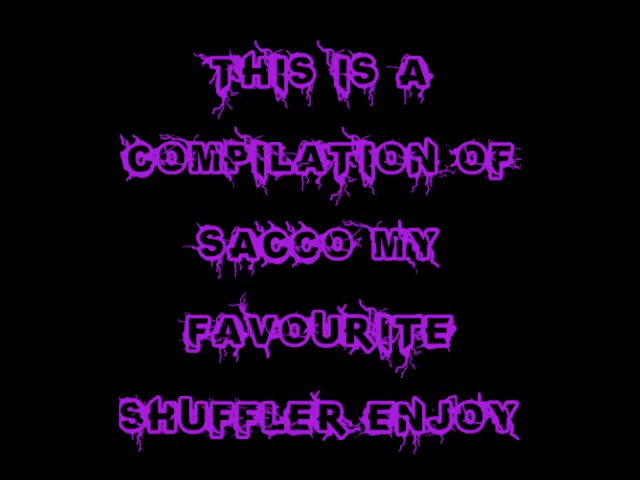 THIS IS A
COMPILATION OF
SACCO MY
FAVOURITE
SHUFFLER ENJOY